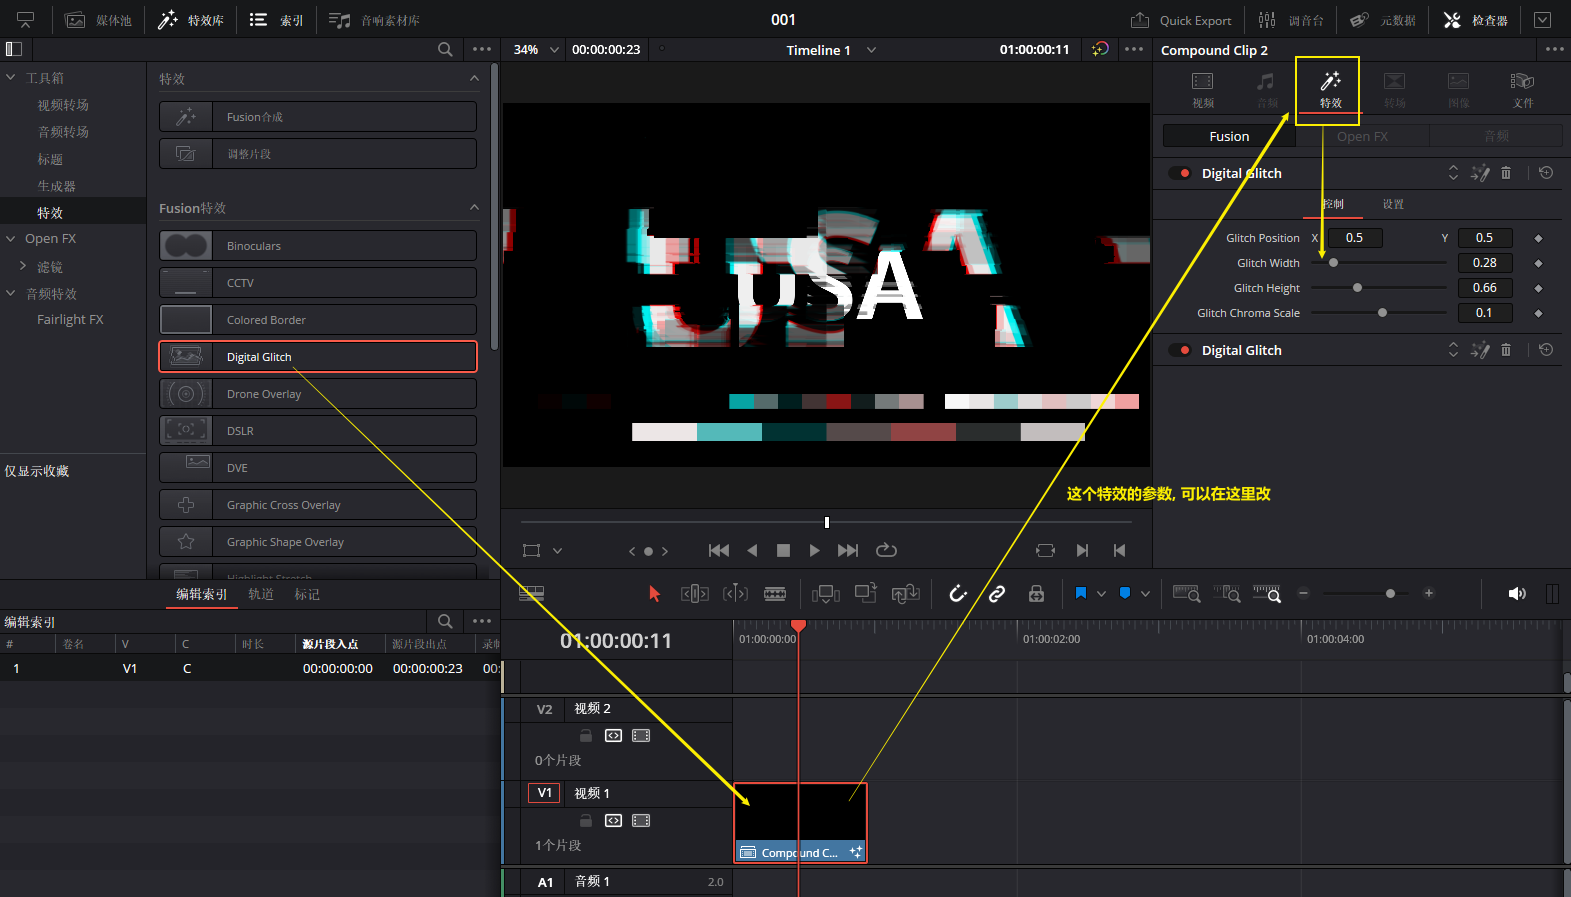 媒体池
特效库
索引
音响素材库
001
Quick Export
调音台
元数据
检查器
34%
00:00:00:23
Timeline 1
01:00:00:11
Compound Clip 2
工具箱
视频转场
音频转场
标题
生成器
特效
Open FX
滤镜
音频特效
Fairlight FX
仅显示收藏
特效
Fusion合成
调整片段
Fusion特效
Binoculars
CCTV
Colored Border
Digital Glitch
Drone Overlay
DSLR
DVE
Graphic Cross Overlay
Graphic Shape Overlay
Highlight Stretch
USA
视频
音频
特效
转场
图像
文件
Fusion
Open FX
音频
Digital Glitch
控制
设置
Glitch Position X 0.5 Y 0.5
Glitch Width 0.28
Glitch Height 0.66
Glitch Chroma Scale 0.1
Digital Glitch
这个特效的参数, 可以在这里改
编辑索引
轨道
标记
编辑索引
# 卷名 V C 时长 源片段入点 源片段出点 录帧
1 V1 C 00:00:00:00 00:00:00:23 00:
01:00:00:11
01:00:00:00
01:00:02:00
01:00:04:00
V2 视频 2
0个片段
V1 视频 1
1个片段
Compound C...
A1 音频 1 2.0